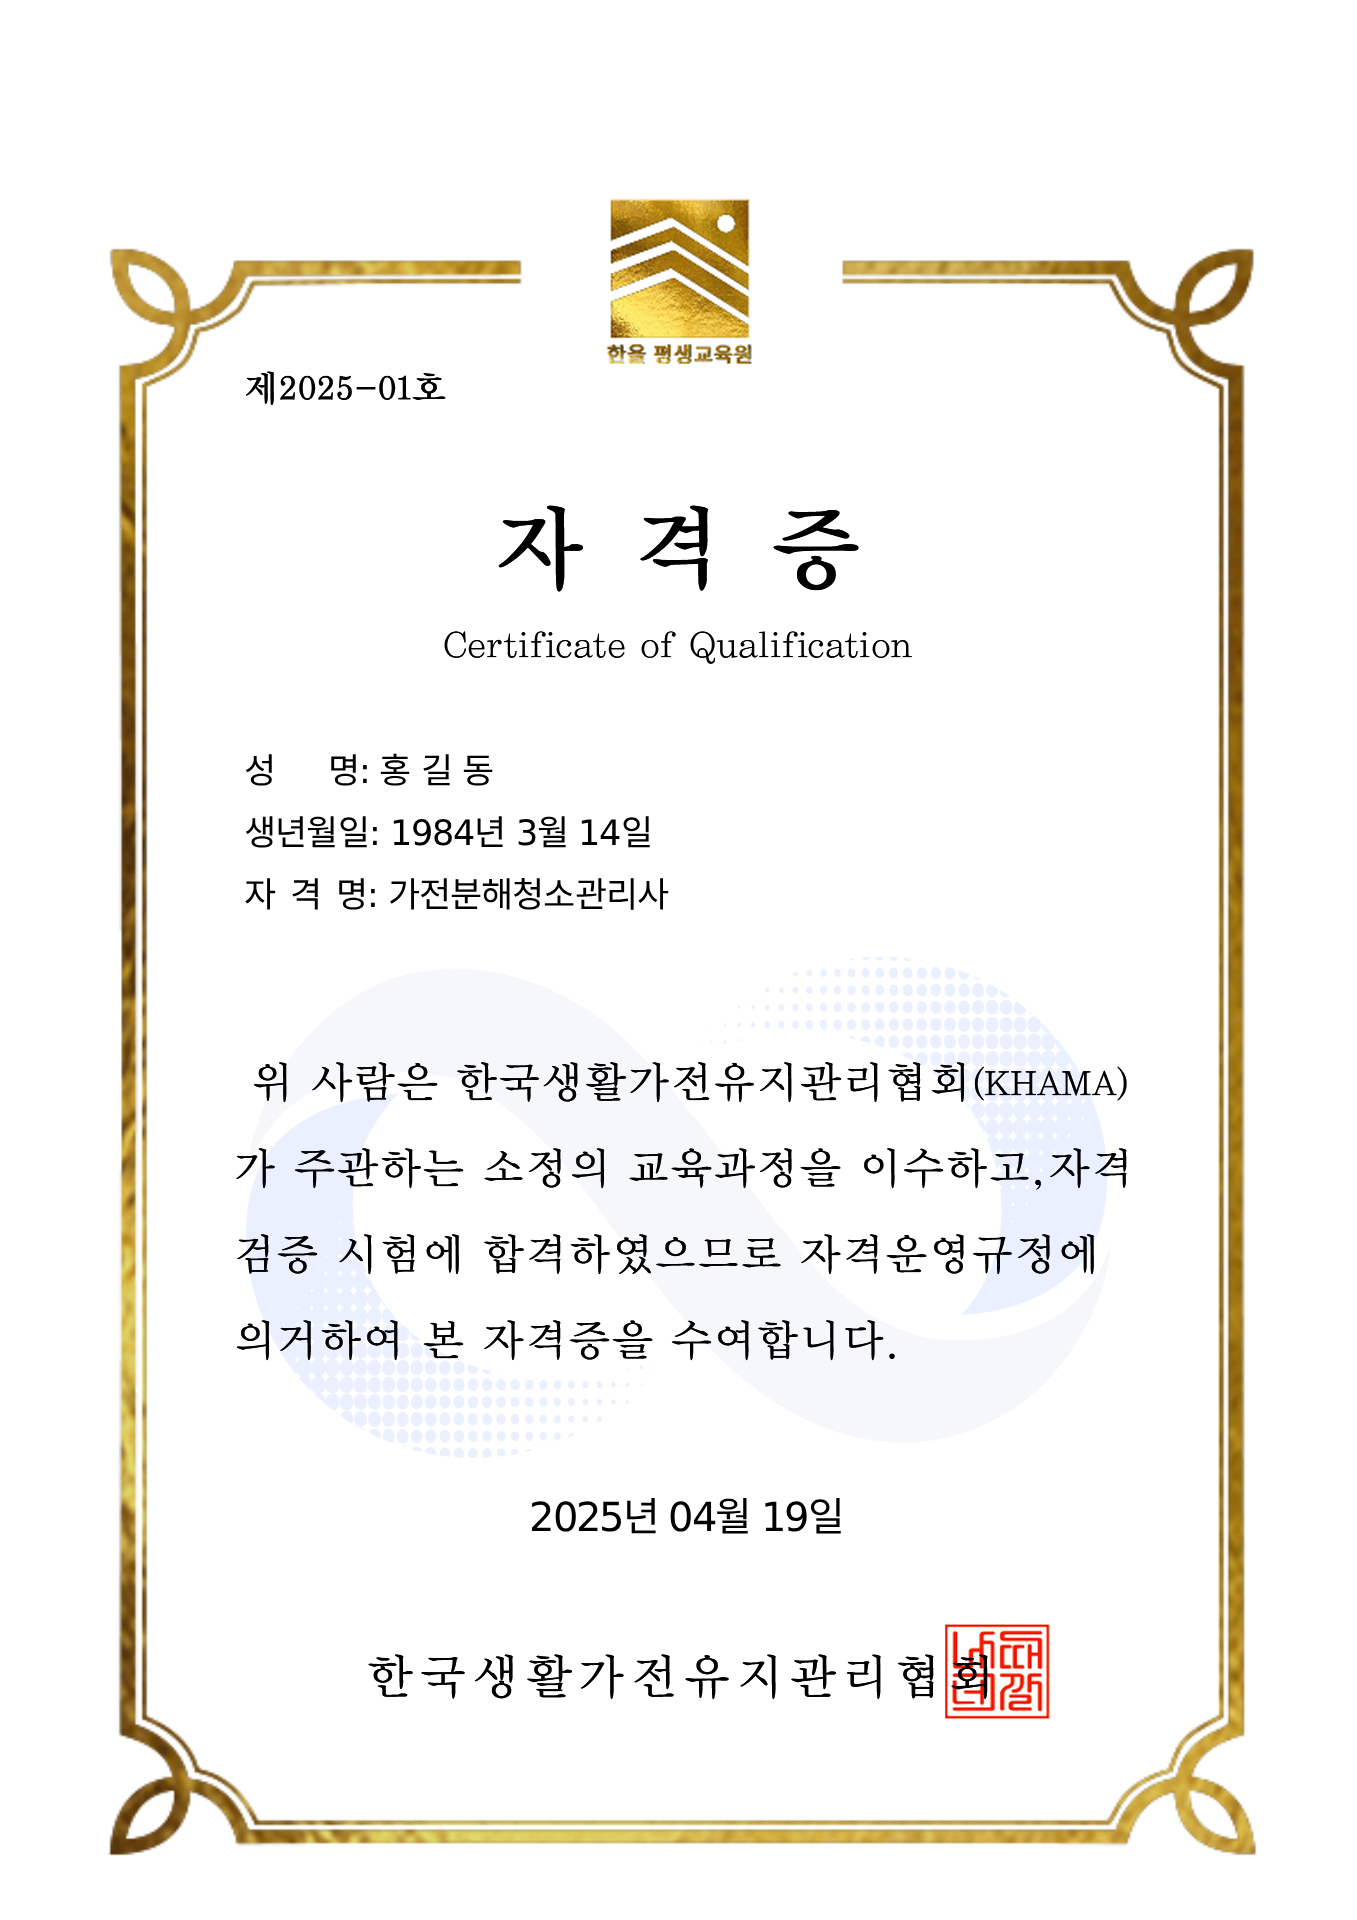 한울 평생교육원
제2025-01호
자 격 증
Certificate of Qualification
성 명: 홍 길 동
생년월일: 1984년 3월 14일
자 격 명: 가전분해청소관리사
위 사람은 한국생활가전유지관리협회(KHAMA)
가 주관하는 소정의 교육과정을 이수하고,자격
검증 시험에 합격하였으므로 자격운영규정에
의거하여 본 자격증을 수여합니다.
2025년 04월 19일
한국생활가전유지관리협회